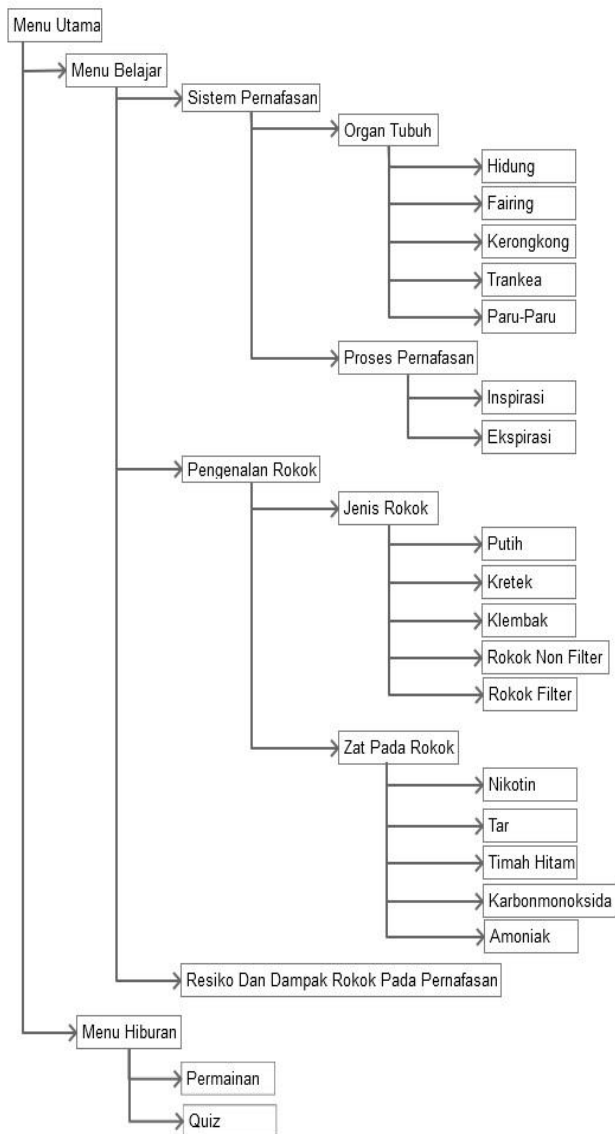 Menu Utama
Menu Belajar
Sistem Pernafasan
Organ Tubuh
Hidung
Fairing
Kerongkong
Trankea
Paru-Paru
Proses Pernafasan
Inspirasi
Ekspirasi
Pengenalan Rokok
Jenis Rokok
Putih
Kretek
Klembak
Rokok Non Filter
Rokok Filter
Zat Pada Rokok
Nikotin
Tar
Timah Hitam
Karbonmonoksida
Amoniak
Resiko Dan Dampak Rokok Pada Pernafasan
Menu Hiburan
Permainan
Quiz